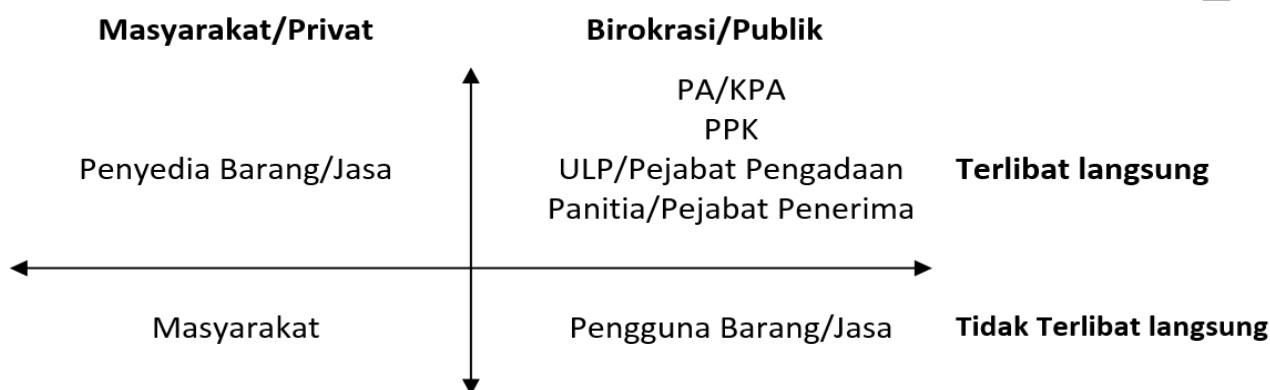 Masyarakat/Privat
Birokrasi/Publik
PA/KPA
PPK
Penyedia Barang/Jasa
ULP/Pejabat Pengadaan
Terlibat langsung
Panitia/Pejabat Penerima
Masyarakat
Pengguna Barang/Jasa
Tidak Terlibat langsung